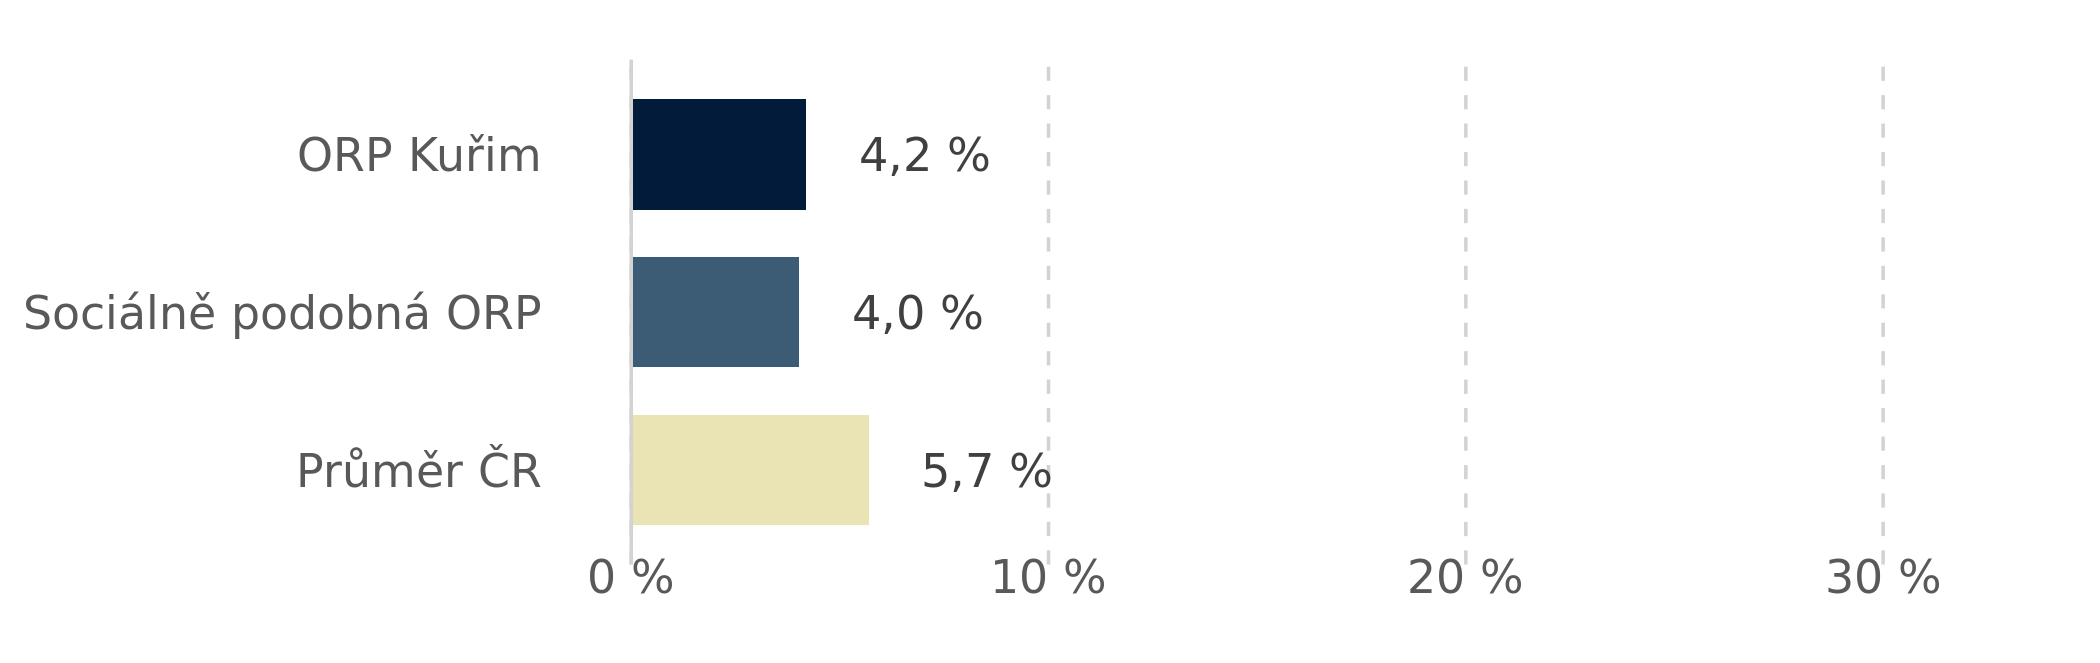 ORP Kuřim 4,2 %
Sociálně podobná ORP 4,0 %
Průměr ČR 5,7 %
0 % 10 % 20 % 30 %